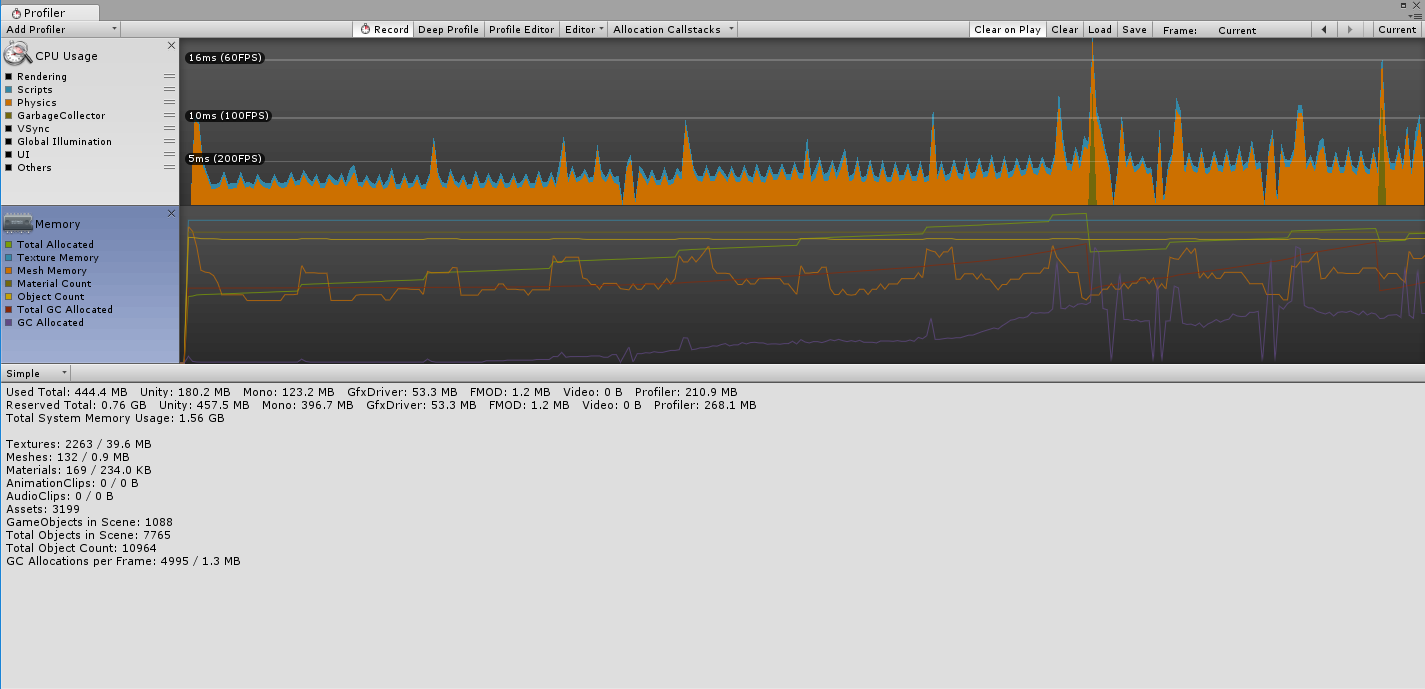 Profiler
Add Profiler Record Deep Profile Profile Editor Editor Allocation Callstacks Clear on Play Clear Load Save Frame: Current Current
CPU Usage
Rendering
Scripts
Physics
GarbageCollector
VSync
Global Illumination
UI
Others
16ms (60FPS)
10ms (100FPS)
5ms (200FPS)
Memory
Total Allocated
Texture Memory
Mesh Memory
Material Count
Object Count
Total GC Allocated
GC Allocated
Simple
Used Total: 444.4 MB Unity: 180.2 MB Mono: 123.2 MB GfxDriver: 53.3 MB FMOD: 1.2 MB Video: 0 B Profiler: 210.9 MB
Reserved Total: 0.76 GB Unity: 457.5 MB Mono: 396.7 MB GfxDriver: 53.3 MB FMOD: 1.2 MB Video: 0 B Profiler: 268.1 MB
Total System Memory Usage: 1.56 GB
Textures: 2263 / 39.6 MB
Meshes: 132 / 0.9 MB
Materials: 169 / 234.0 KB
AnimationClips: 0 / 0 B
AudioClips: 0 / 0 B
Assets: 3199
GameObjects in Scene: 1088
Total Objects in Scene: 7765
Total Object Count: 10964
GC Allocations per Frame: 4995 / 1.3 MB